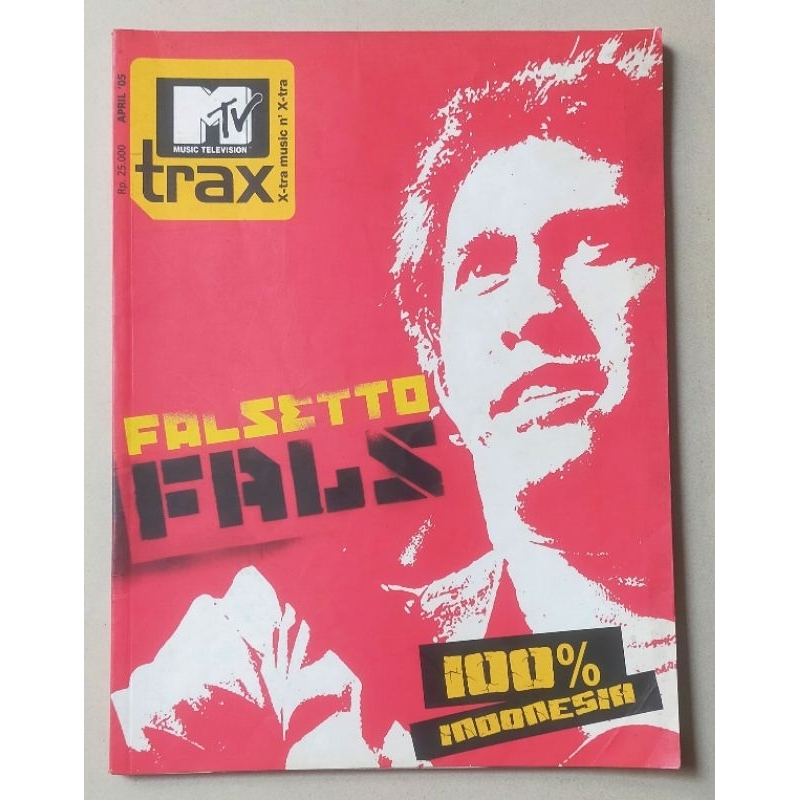 Rp. 25.000 APRIL '05
MTV
MUSIC TELEVISION
trax
X-tra music n' X-tra
FALSETTO
FALS
100%
INDONESIA